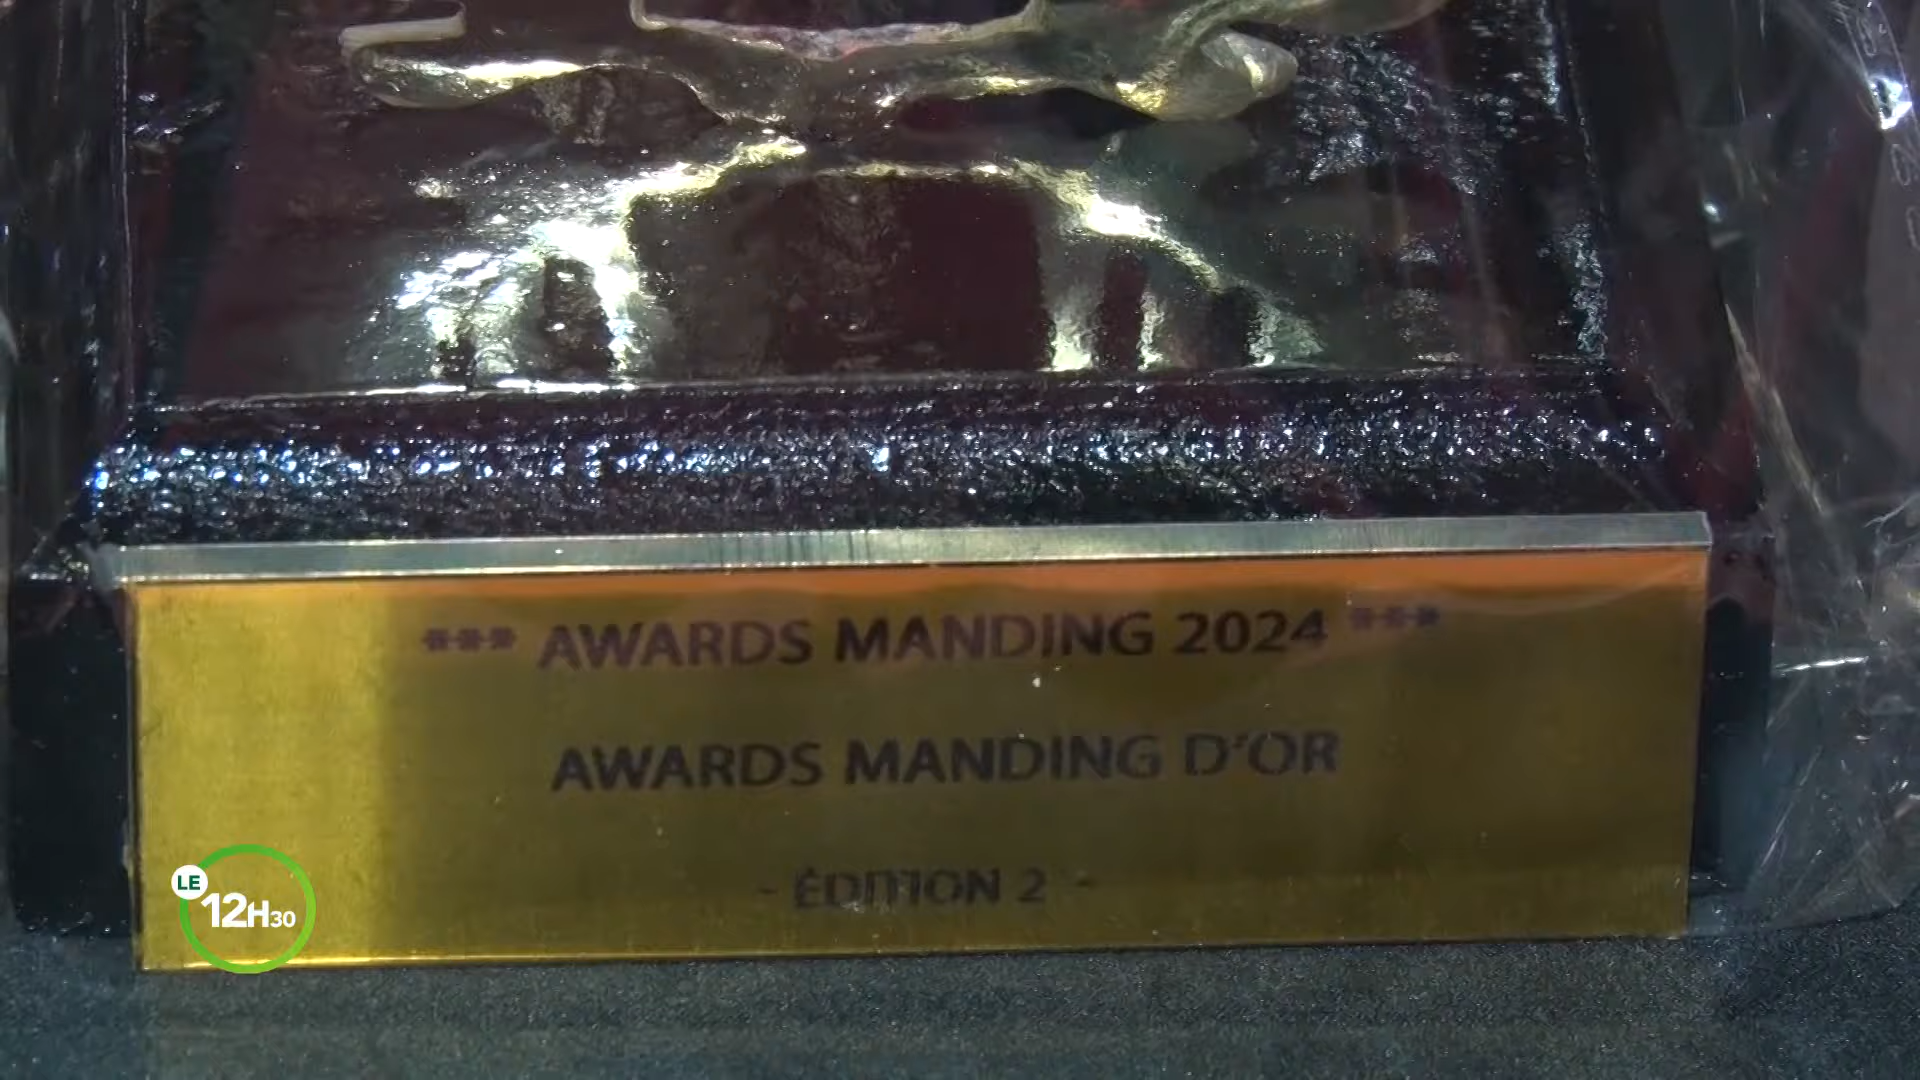 *** AWARDS MANDING 2024 ***
AWARDS MANDING D'OR
- ÉDITION 2 -
LE
12H30